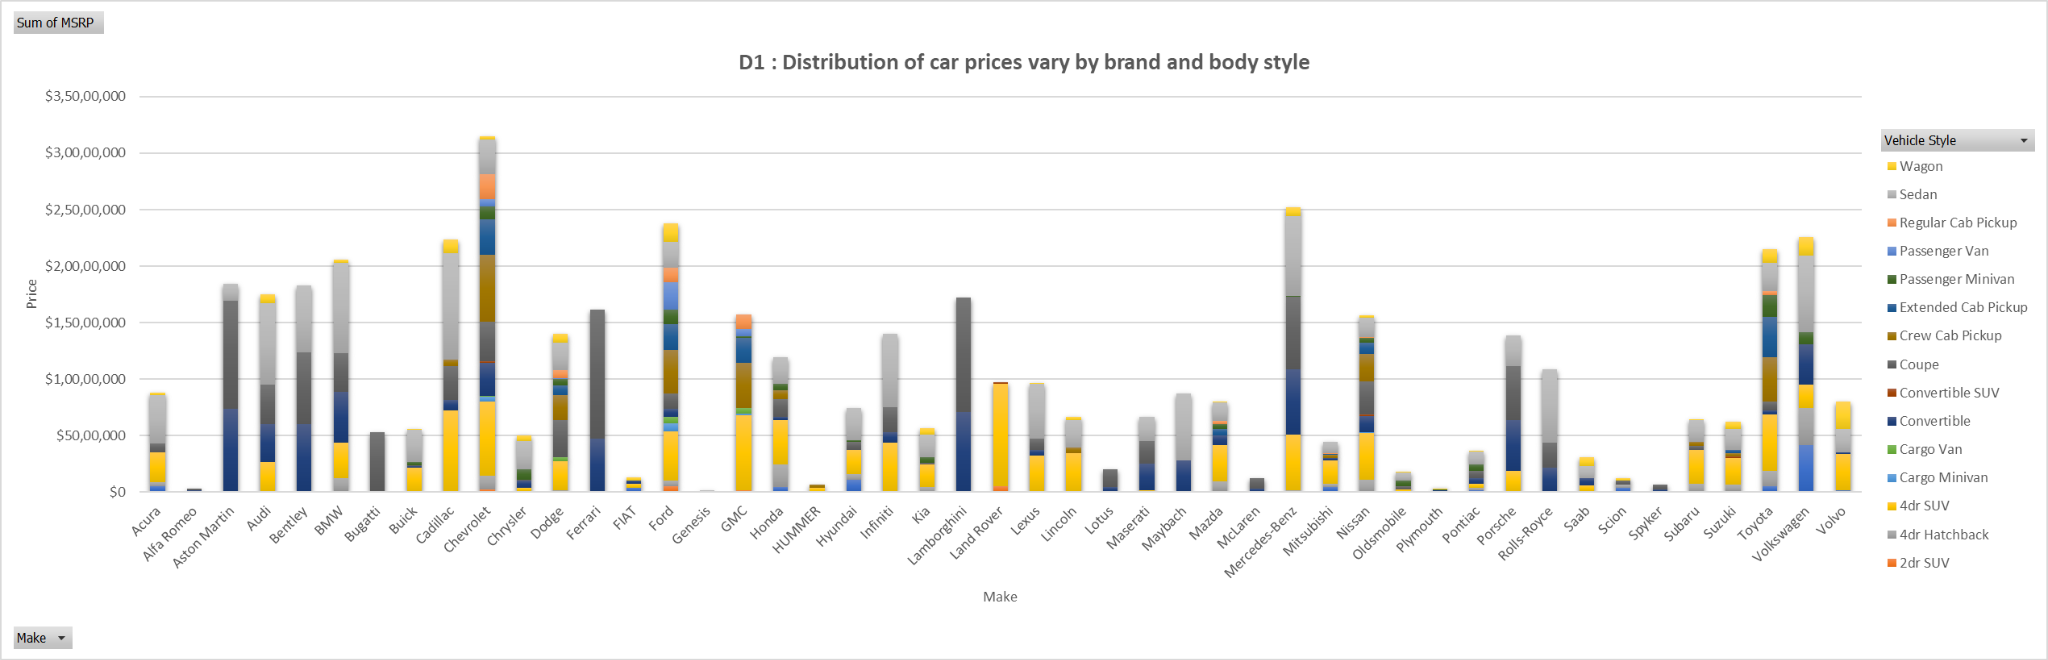 Sum of MSRP
D1 : Distribution of car prices vary by brand and body style
$3,50,00,000
$3,00,00,000
$2,50,00,000
$2,00,00,000
$1,50,00,000
$1,00,00,000
$50,00,000
$0
Price
Acura
Alfa Romeo
Aston Martin
Audi
Bentley
BMW
Bugatti
Buick
Cadillac
Chevrolet
Chrysler
Dodge
Ferrari
FIAT
Ford
Genesis
GMC
Honda
HUMMER
Hyundai
Infiniti
Kia
Lamborghini
Land Rover
Lexus
Lincoln
Lotus
Maserati
Maybach
Mazda
McLaren
Mercedes-Benz
Mitsubishi
Nissan
Oldsmobile
Plymouth
Pontiac
Porsche
Rolls-Royce
Saab
Scion
Spyker
Subaru
Suzuki
Toyota
Volkswagen
Volvo
Make
Vehicle Style
Wagon
Sedan
Regular Cab Pickup
Passenger Van
Passenger Minivan
Extended Cab Pickup
Crew Cab Pickup
Coupe
Convertible SUV
Convertible
Cargo Van
Cargo Minivan
4dr SUV
4dr Hatchback
2dr SUV
Make